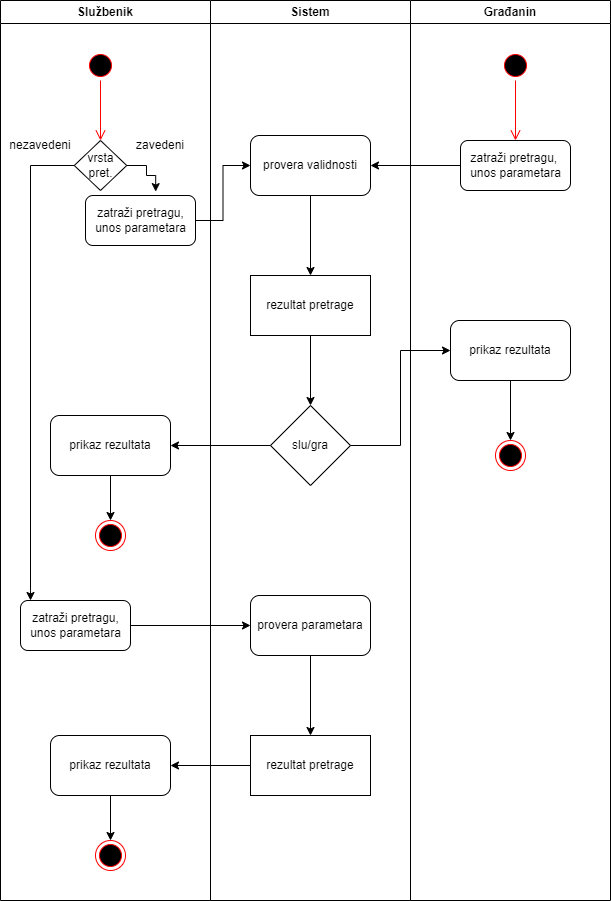 Službenik
Sistem
Građanin
nezavedeni
zavedeni
vrsta
pret.
provera validnosti
zatraži pretragu,
unos parametara
zatraži pretragu,
unos parametara
rezultat pretrage
prikaz rezultata
prikaz rezultata
slu/gra
zatraži pretragu,
unos parametara
provera parametara
prikaz rezultata
rezultat pretrage